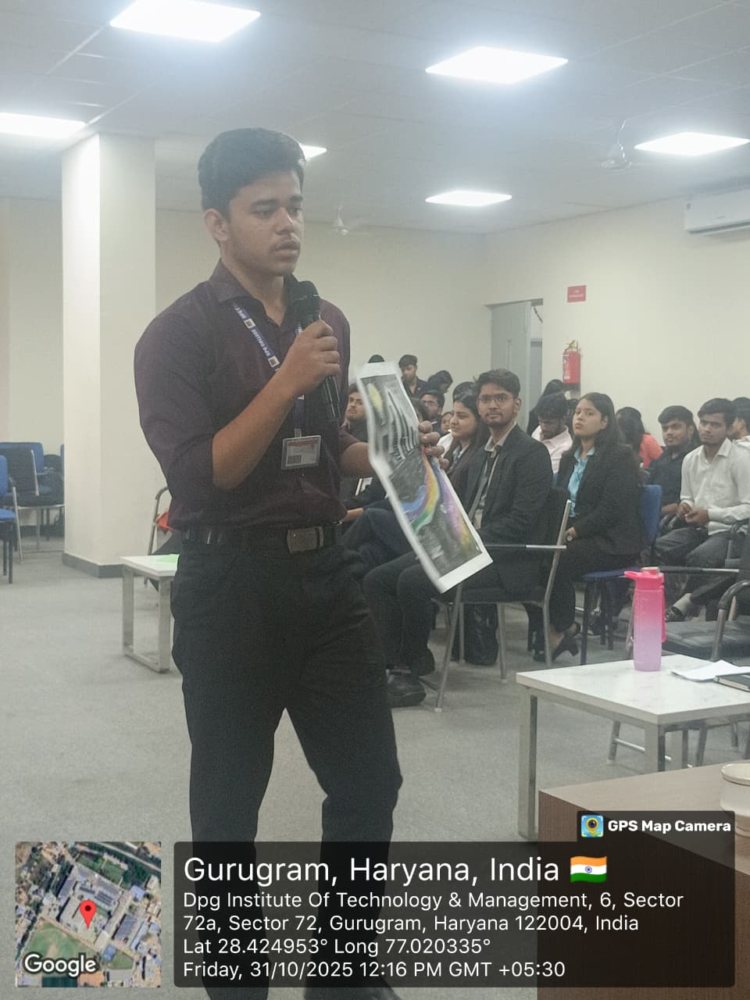 GPS Map Camera
Gurugram, Haryana, India
Dpg Institute Of Technology & Management, 6, Sector
72a, Sector 72, Gurugram, Haryana 122004, India
Lat 28.424953° Long 77.020335°
Friday, 31/10/2025 12:16 PM GMT +05:30
Google